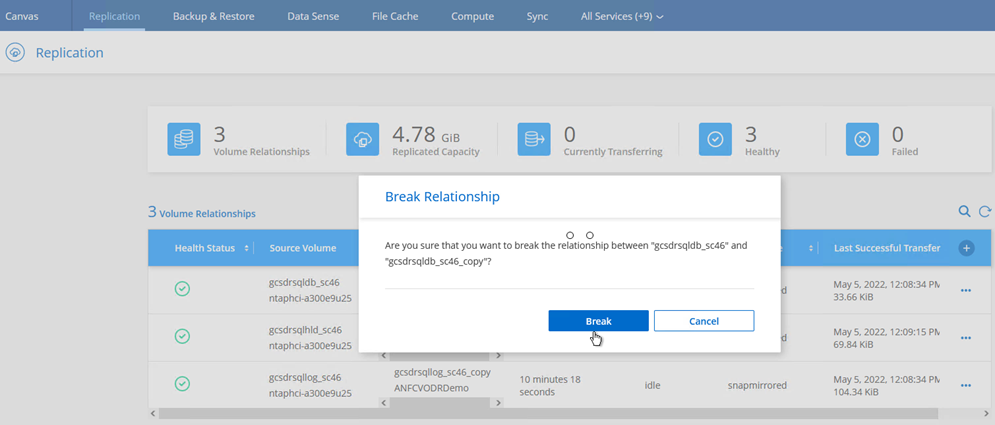 Canvas
Replication
Backup & Restore
Data Sense
File Cache
Compute
Sync
All Services (+9)
Replication
3
Volume Relationships
4.78 GiB
Replicated Capacity
0
Currently Transferring
3
Healthy
0
Failed
Break Relationship
Are you sure that you want to break the relationship between "gcsdrsqldb_sc46" and
"gcsdrsqldb_sc46_copy"?
Break
Cancel
3 Volume Relationships
Health Status
Source Volume
Last Successful Transfer
gcsdrsqldb_sc46
ntaphci-a300e9u25
ed
May 5, 2022, 12:08:34 PM
33.66 KiB
gcsdrsqlhld_sc46
ntaphci-a300e9u25
ed
May 5, 2022, 12:09:15 PM
69.84 KiB
gcsdrsqllog_sc46
ntaphci-a300e9u25
gcsdrsqllog_sc46_copy
ANFCVODRDemo
10 minutes 18
seconds
idle
snapmirrored
May 5, 2022, 12:08:34 PM
104.34 KiB